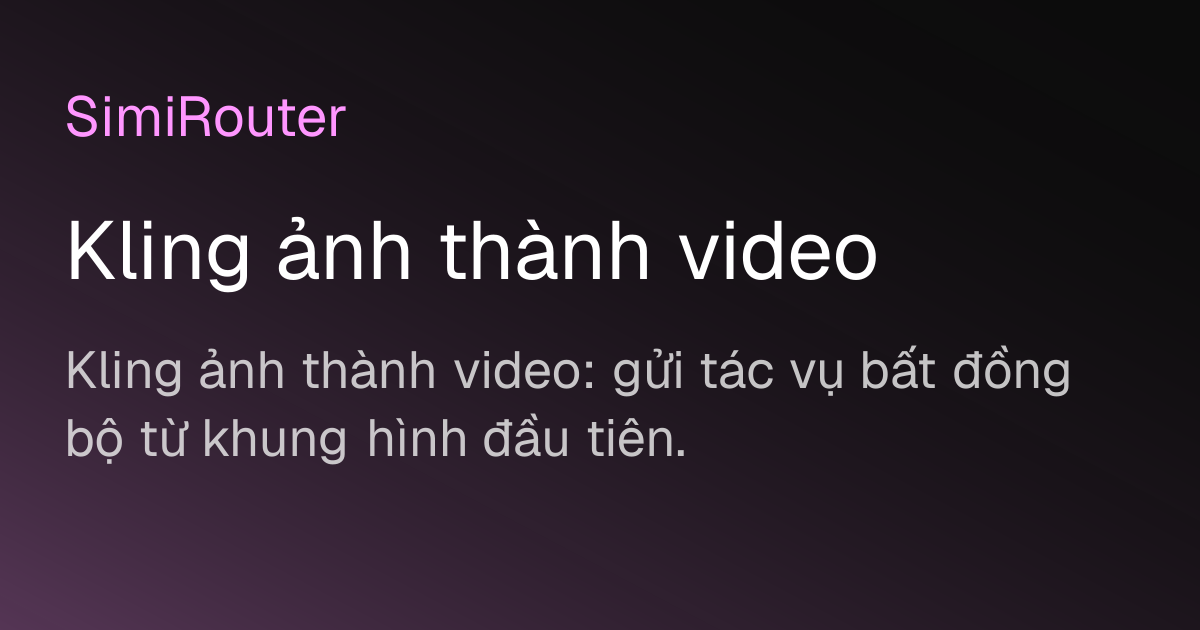 SimiRouter
Kling ảnh thành video
Kling ảnh thành video: gửi tác vụ bất đồng
bộ từ khung hình đầu tiên.